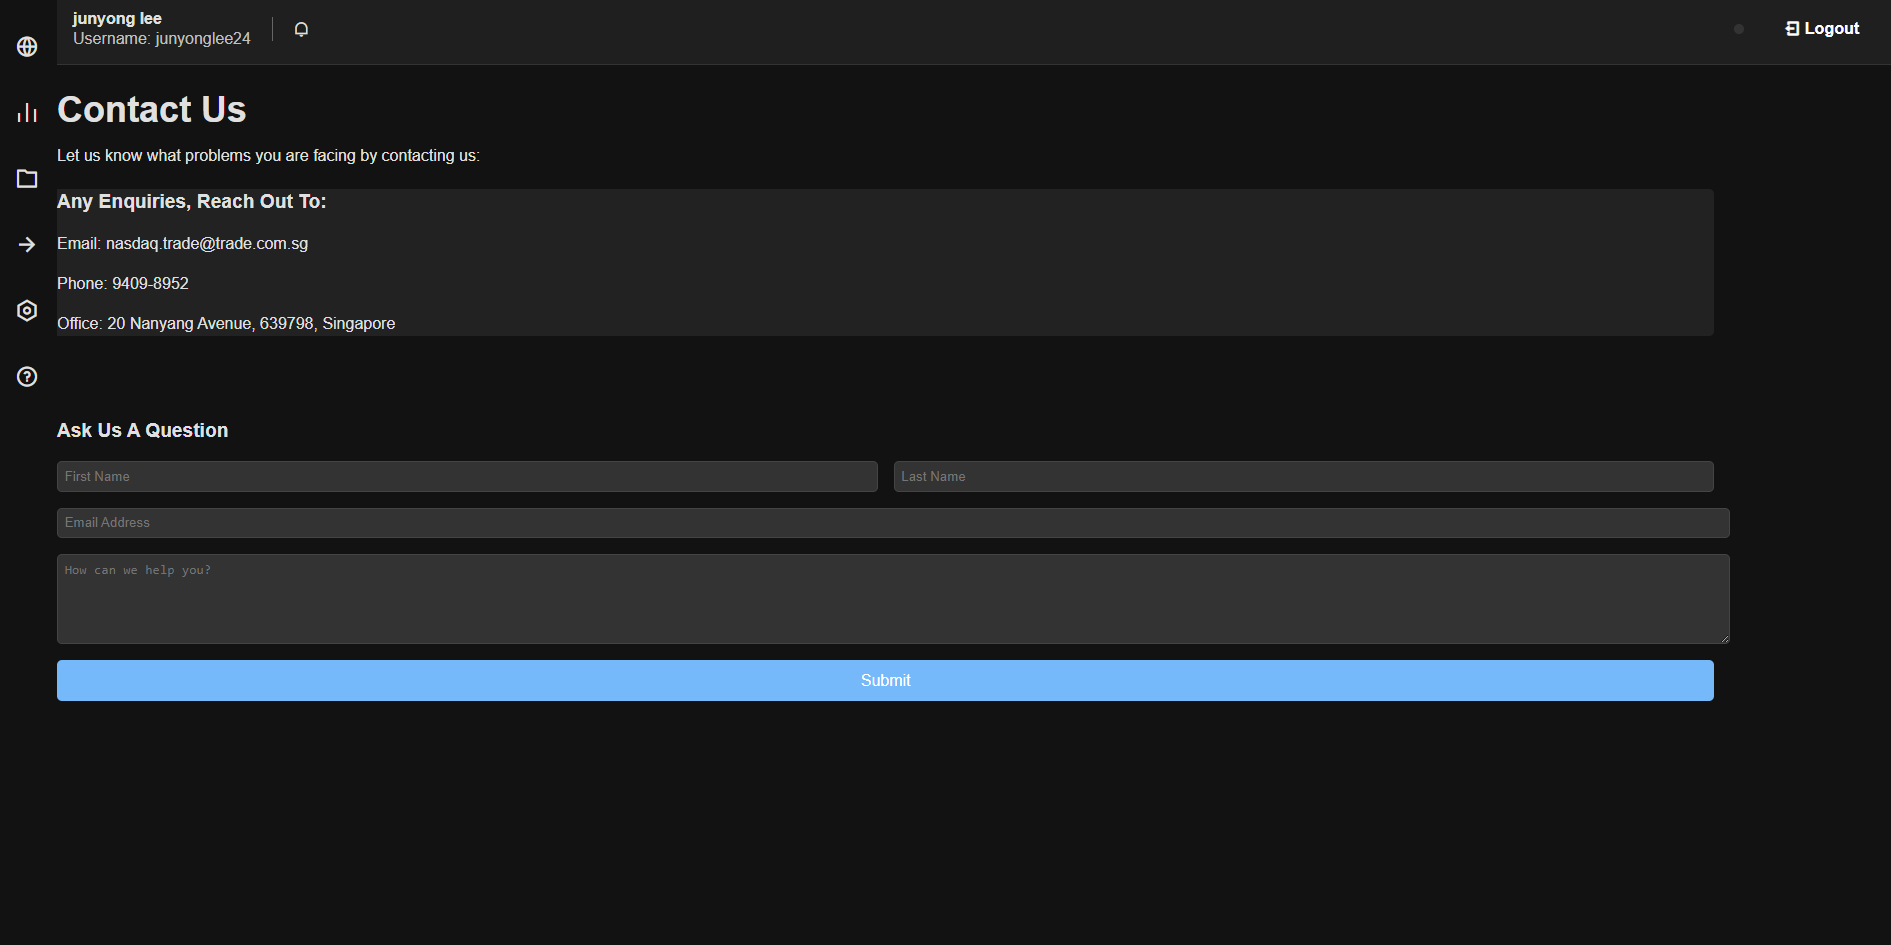 junyong lee
Username: junyonglee24
Logout
Contact Us
Let us know what problems you are facing by contacting us:
Any Enquiries, Reach Out To:
Email: nasdaq.trade@trade.com.sg
Phone: 9409-8952
Office: 20 Nanyang Avenue, 639798, Singapore
Ask Us A Question
First Name
Last Name
Email Address
How can we help you?
Submit